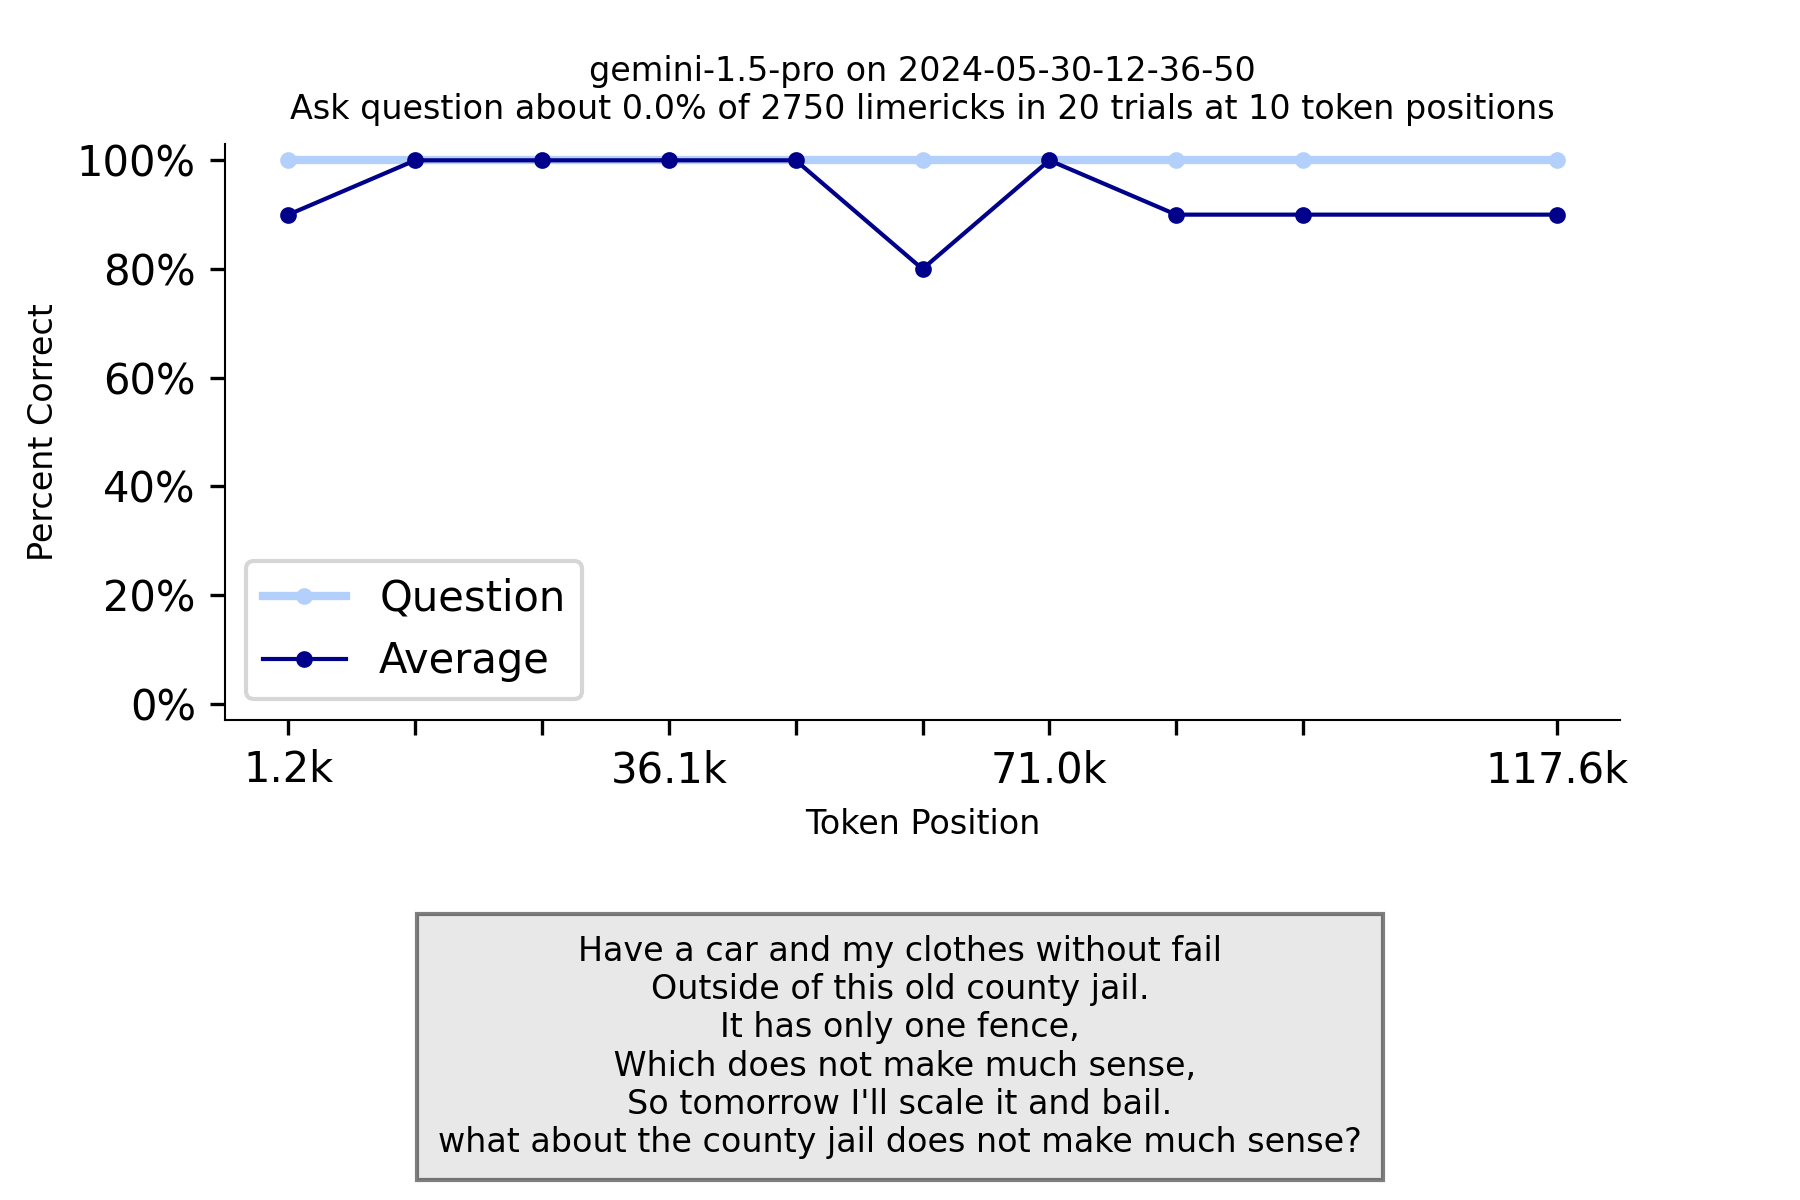 gemini-1.5-pro on 2024-05-30-12-36-50
Ask question about 0.0% of 2750 limericks in 20 trials at 10 token positions
100%
80%
60%
40%
20%
0%
Percent Correct
Question
Average
1.2k
36.1k
71.0k
117.6k
Token Position
Have a car and my clothes without fail
Outside of this old county jail.
It has only one fence,
Which does not make much sense,
So tomorrow I'll scale it and bail.
what about the county jail does not make much sense?